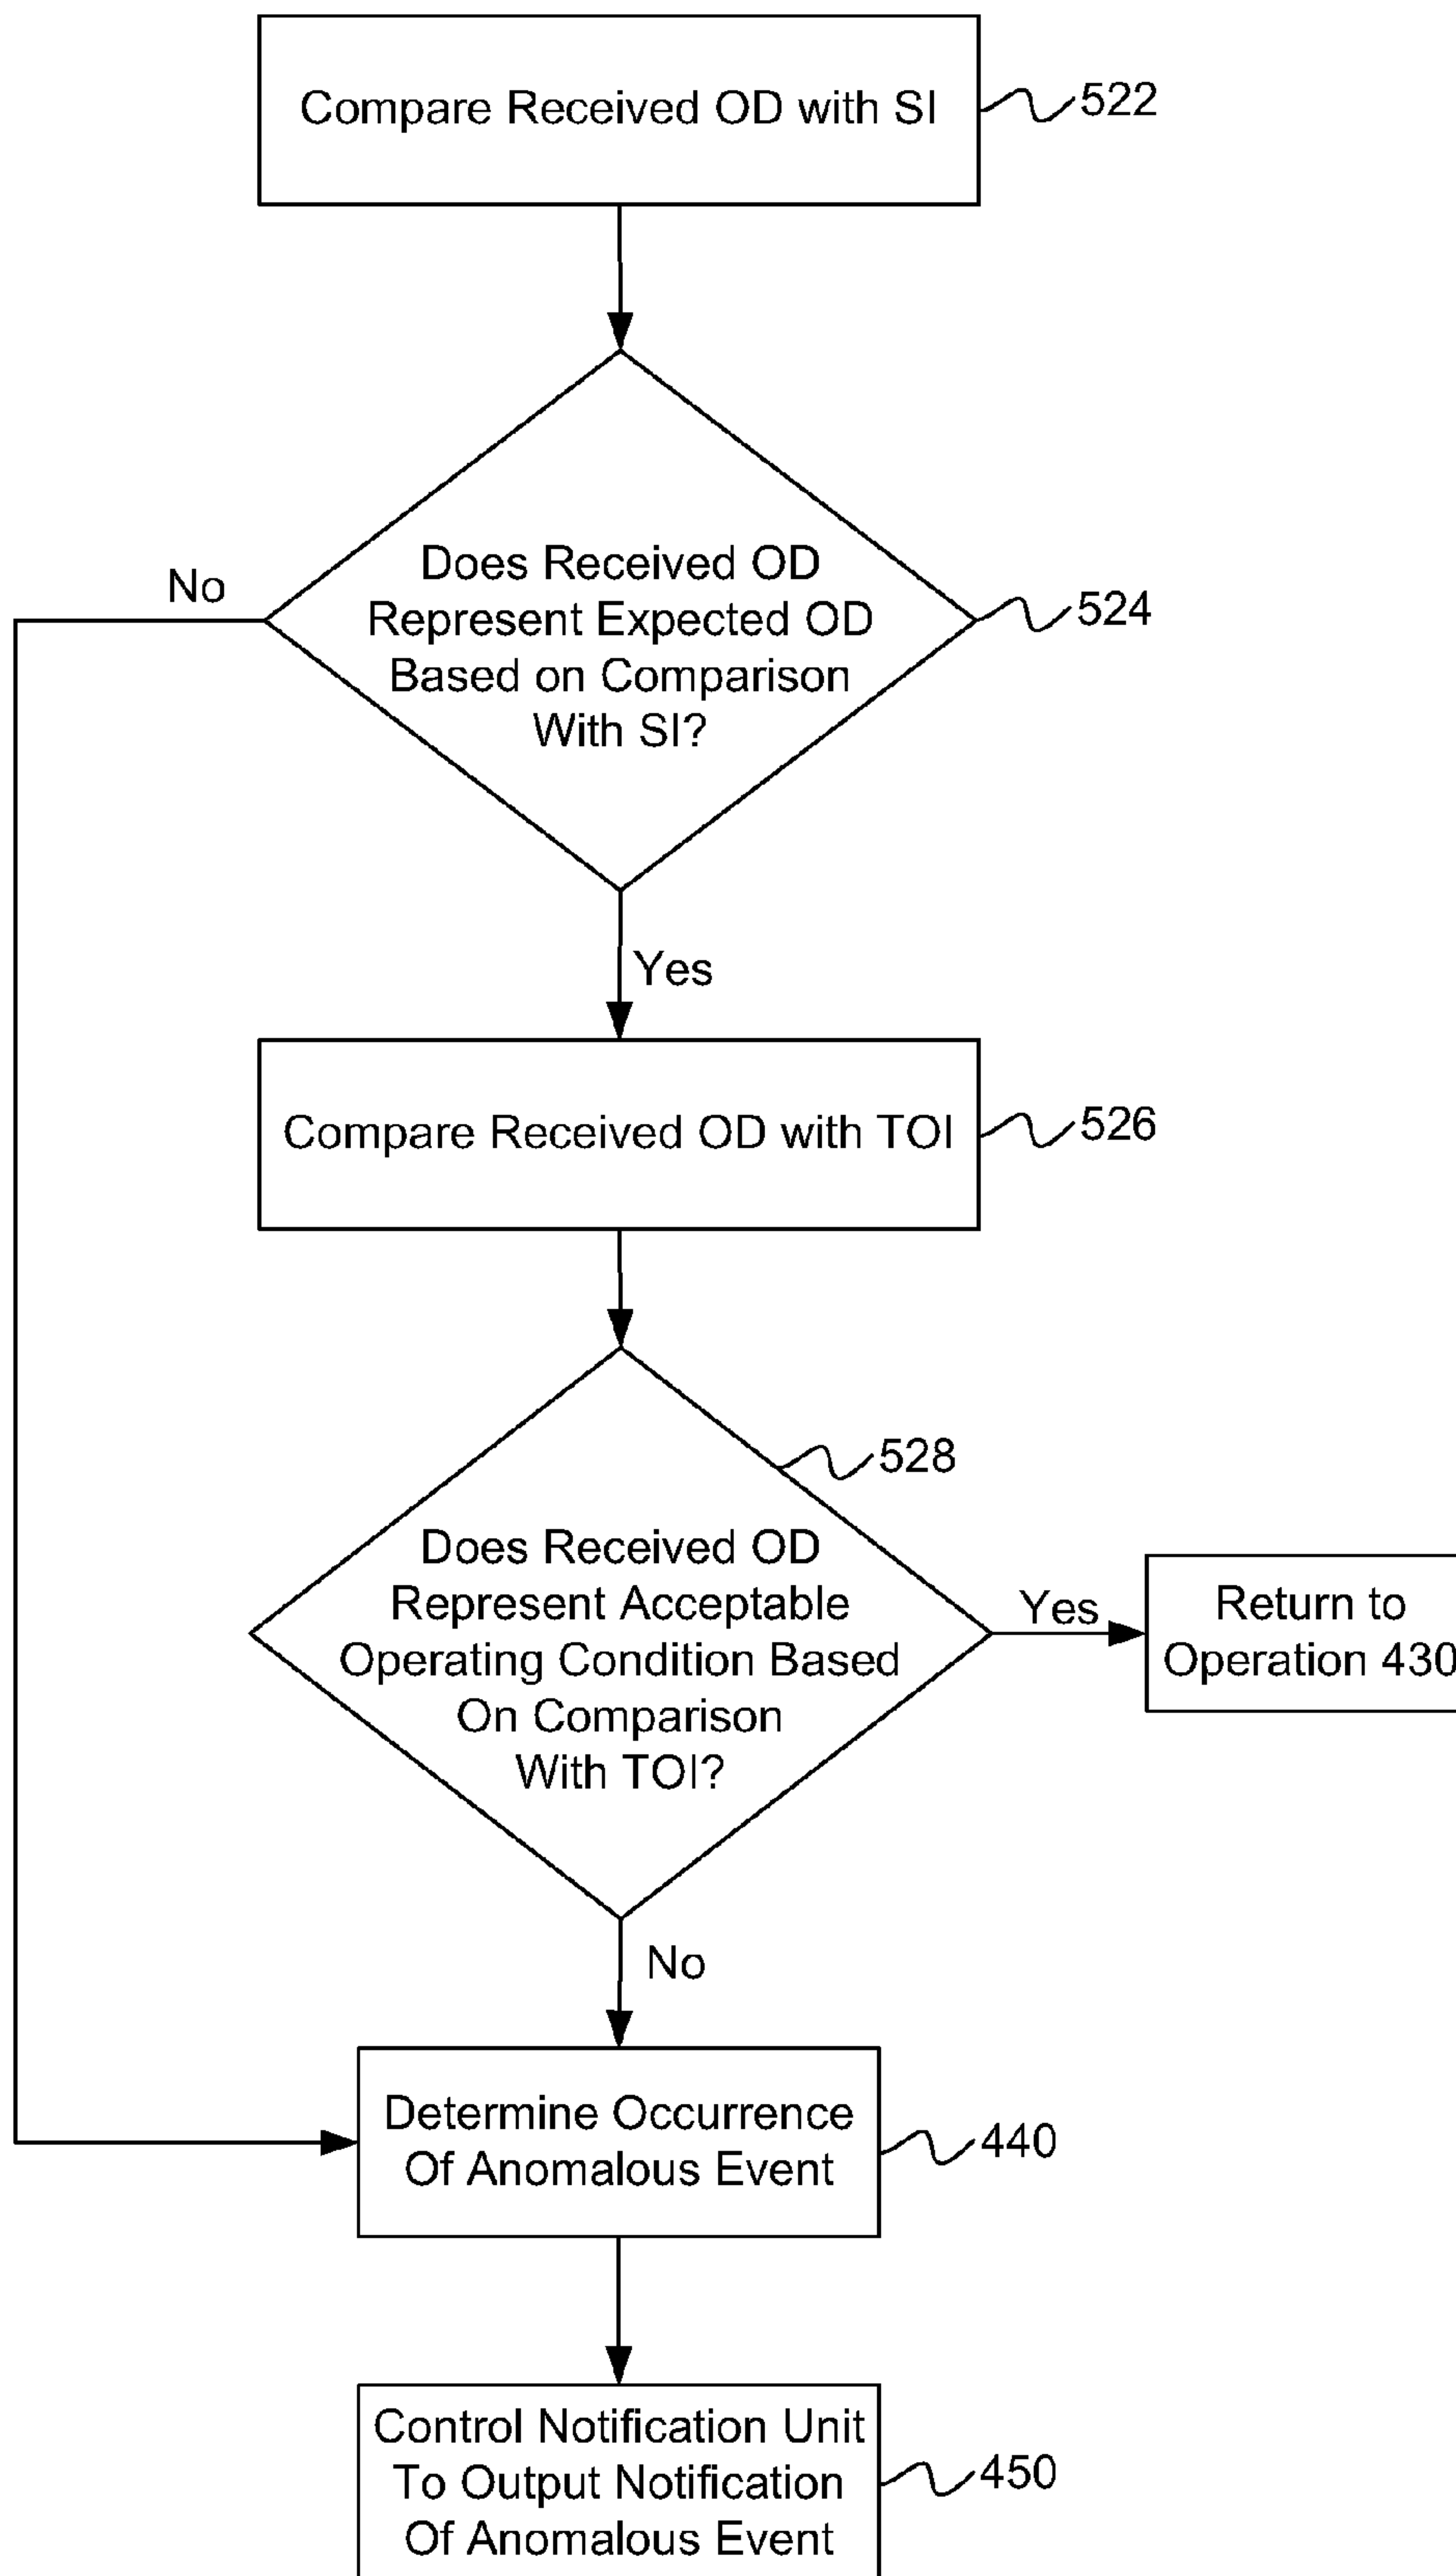 Compare Received OD with SI
522
Does Received OD
Represent Expected OD
Based on Comparison
With SI?
524
No
Yes
Compare Received OD with TOI
526
528
Does Received OD
Represent Acceptable
Operating Condition Based
On Comparison
With TOI?
Yes
Return to
Operation 430
No
Determine Occurrence
Of Anomalous Event
440
Control Notification Unit
To Output Notification
Of Anomalous Event
450